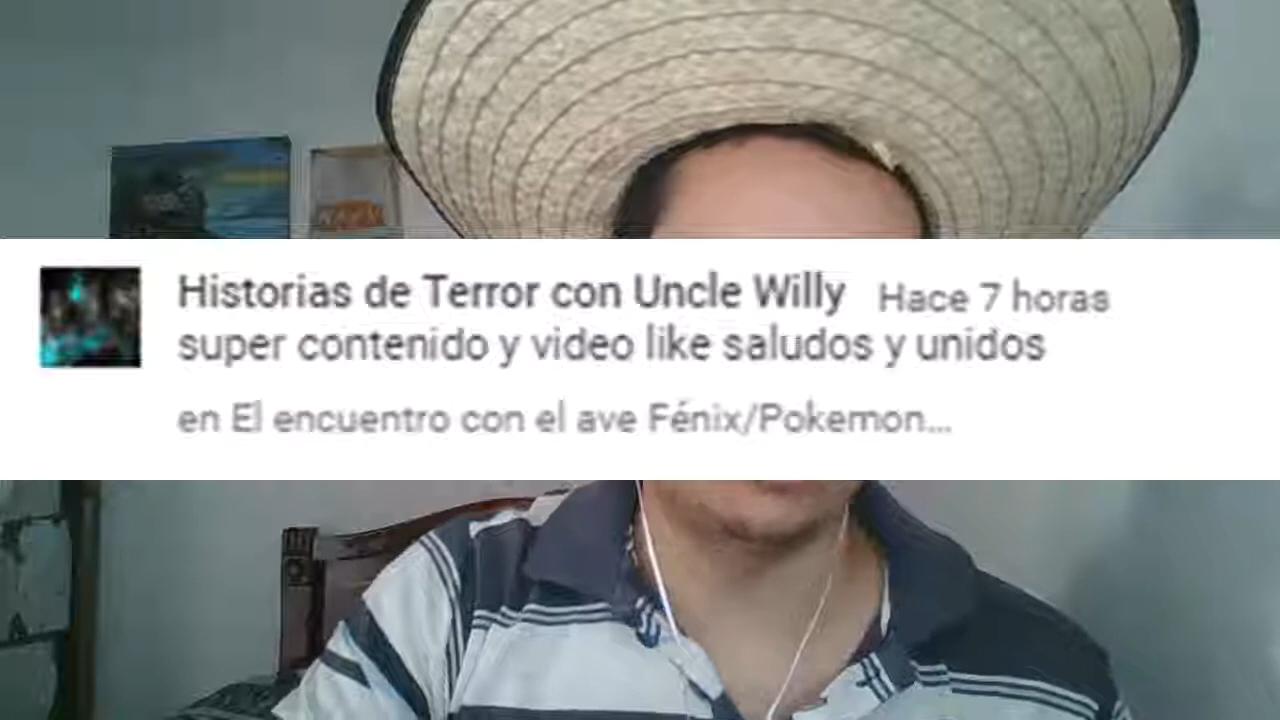 Historias de Terror con Uncle Willy Hace 7 horas
super contenido y video like saludos y unidos
en El encuentro con el ave Fénix/Pokemon...